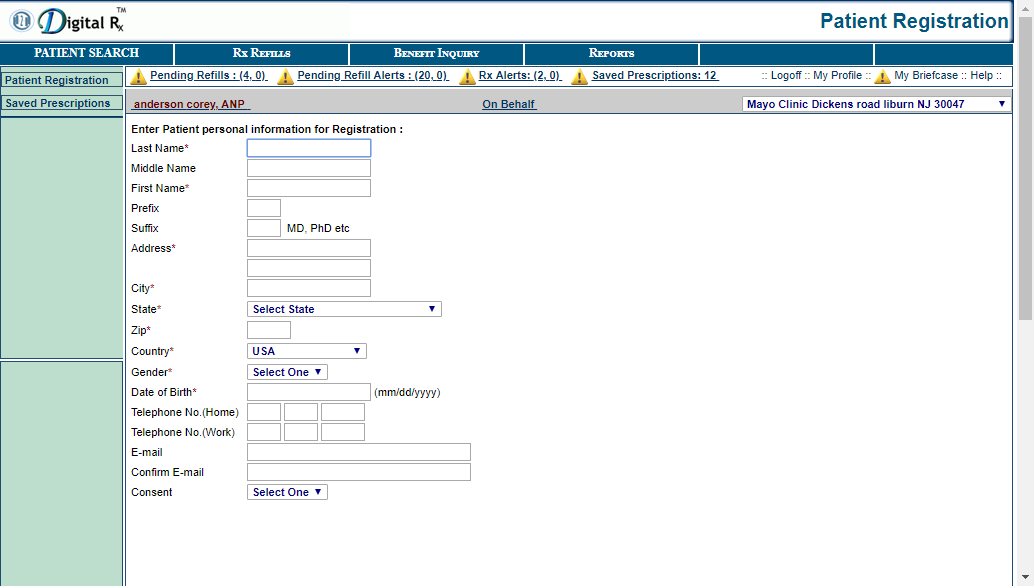 Digital Rx TM
Patient Registration
PATIENT SEARCH
RX REFILLS
BENEFIT INQUIRY
REPORTS
Patient Registration
Saved Prescriptions
Pending Refills : (4, 0)
Pending Refill Alerts : (20, 0)
Rx Alerts: (2, 0)
Saved Prescriptions: 12
:: Logoff :: My Profile ::
My Briefcase :: Help ::
anderson corey, ANP
On Behalf
Mayo Clinic Dickens road liburn NJ 30047
Enter Patient personal information for Registration :
Last Name*
Middle Name
First Name*
Prefix
Suffix
MD, PhD etc
Address*
City*
State*
Select State
Zip*
Country*
USA
Gender*
Select One
Date of Birth*
(mm/dd/yyyy)
Telephone No.(Home)
Telephone No.(Work)
E-mail
Confirm E-mail
Consent
Select One